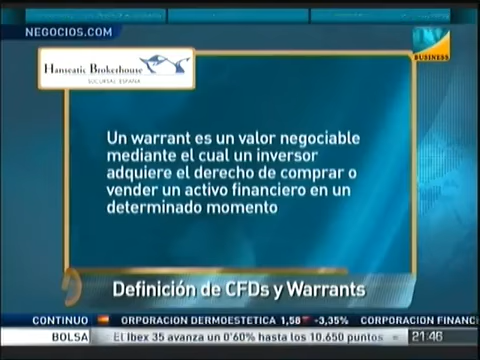 NEGOCIOS.COM
TV
BUSINESS
Hanseatic Brokerhouse
SUCURSAL ESPAÑA
Un warrant es un valor negociable
mediante el cual un inversor
adquiere el derecho de comprar o
vender un activo financiero en un
determinado momento
Definición de CFDs y Warrants
CONTINUO ORPORACION DERMOESTETICA 1,58 -3,35% CORPORACION FINANC
BOLSA El Ibex 35 avanza un 0'60% hasta los 10.650 puntos 21:46